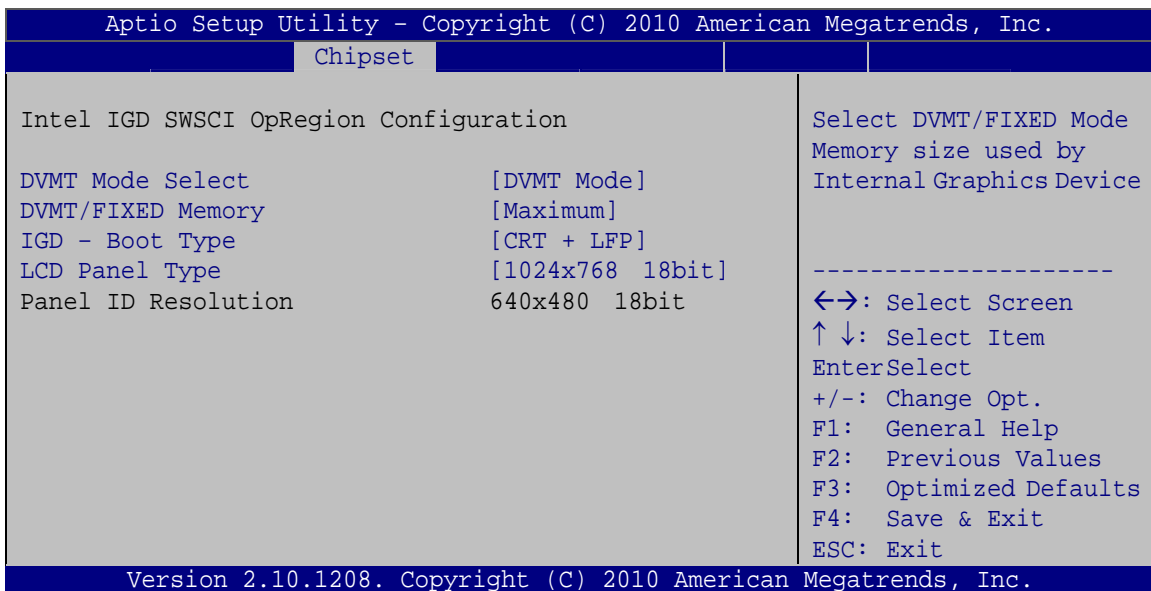 Aptio Setup Utility – Copyright (C) 2010 American Megatrends, Inc.
Chipset
Intel IGD SWSCI OpRegion Configuration
DVMT Mode Select [DVMT Mode]
DVMT/FIXED Memory [Maximum]
IGD – Boot Type [CRT + LFP]
LCD Panel Type [1024x768 18bit]
Panel ID Resolution 640x480 18bit
Select DVMT/FIXED Mode
Memory size used by
Internal Graphics Device
---------------------
←→: Select Screen
↑ ↓: Select Item
EnterSelect
+/-: Change Opt.
F1: General Help
F2: Previous Values
F3: Optimized Defaults
F4: Save & Exit
ESC: Exit
Version 2.10.1208. Copyright (C) 2010 American Megatrends, Inc.